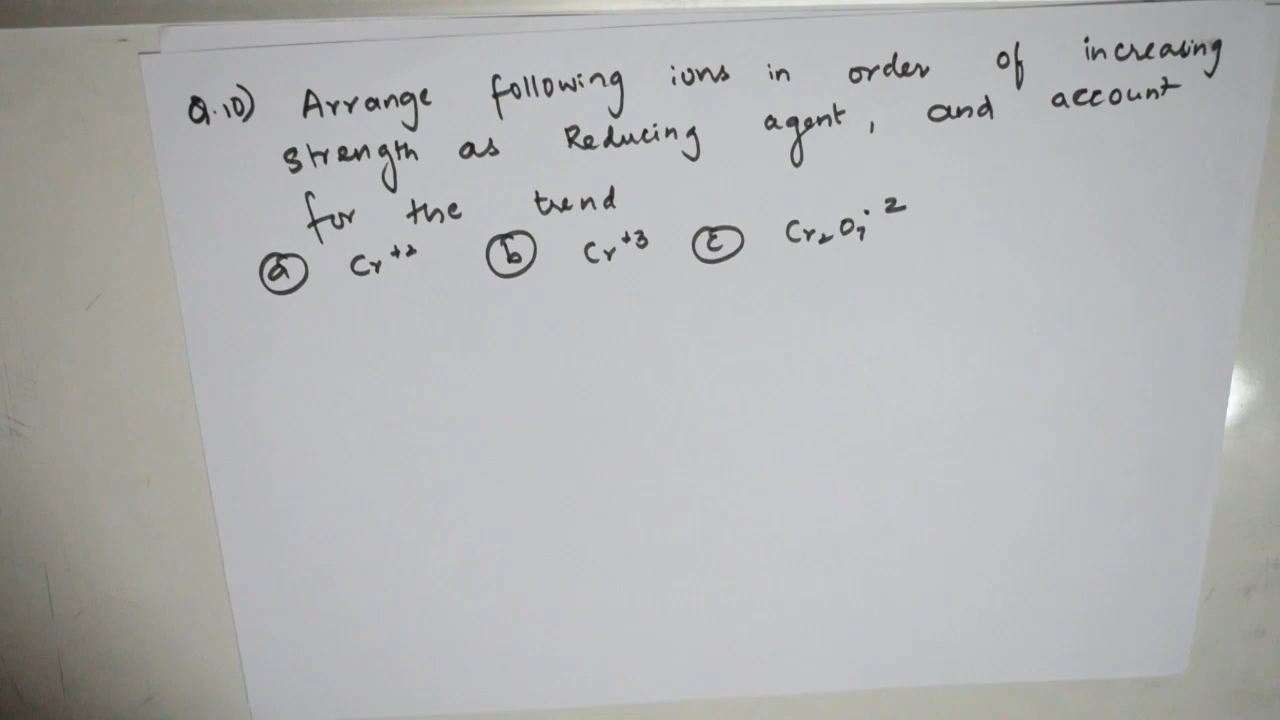 Q.10) Arrange following ions in order of increasing
strength as Reducing agent, and account
for the trend
ⓐ Cr⁺² ⓑ Cr⁺³ ⓒ Cr₂O₇⁻²